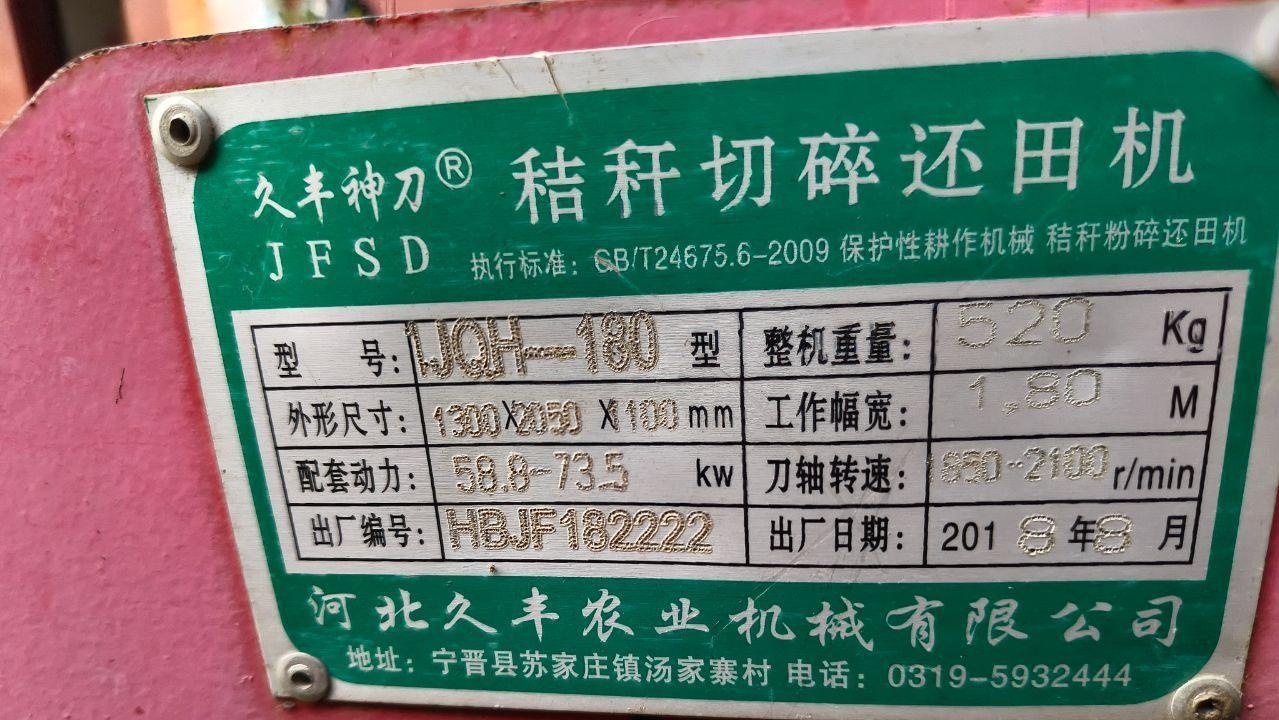 久丰神刀® 秸秆切碎还田机
JFSD 执行标准：GB/T24675.6-2009 保护性耕作机械 秸秆粉碎还田机
型 号：1JQH-180 型 整机重量：520 Kg
外形尺寸：1300X2050X1100 mm 工作幅宽：1.80 M
配套动力：58.8-73.5 kw 刀轴转速：1850-2100 r/min
出厂编号：HBJF182222 出厂日期：2018年8月
河北久丰农业机械有限公司
地址：宁晋县苏家庄镇汤家寨村 电话：0319-5932444